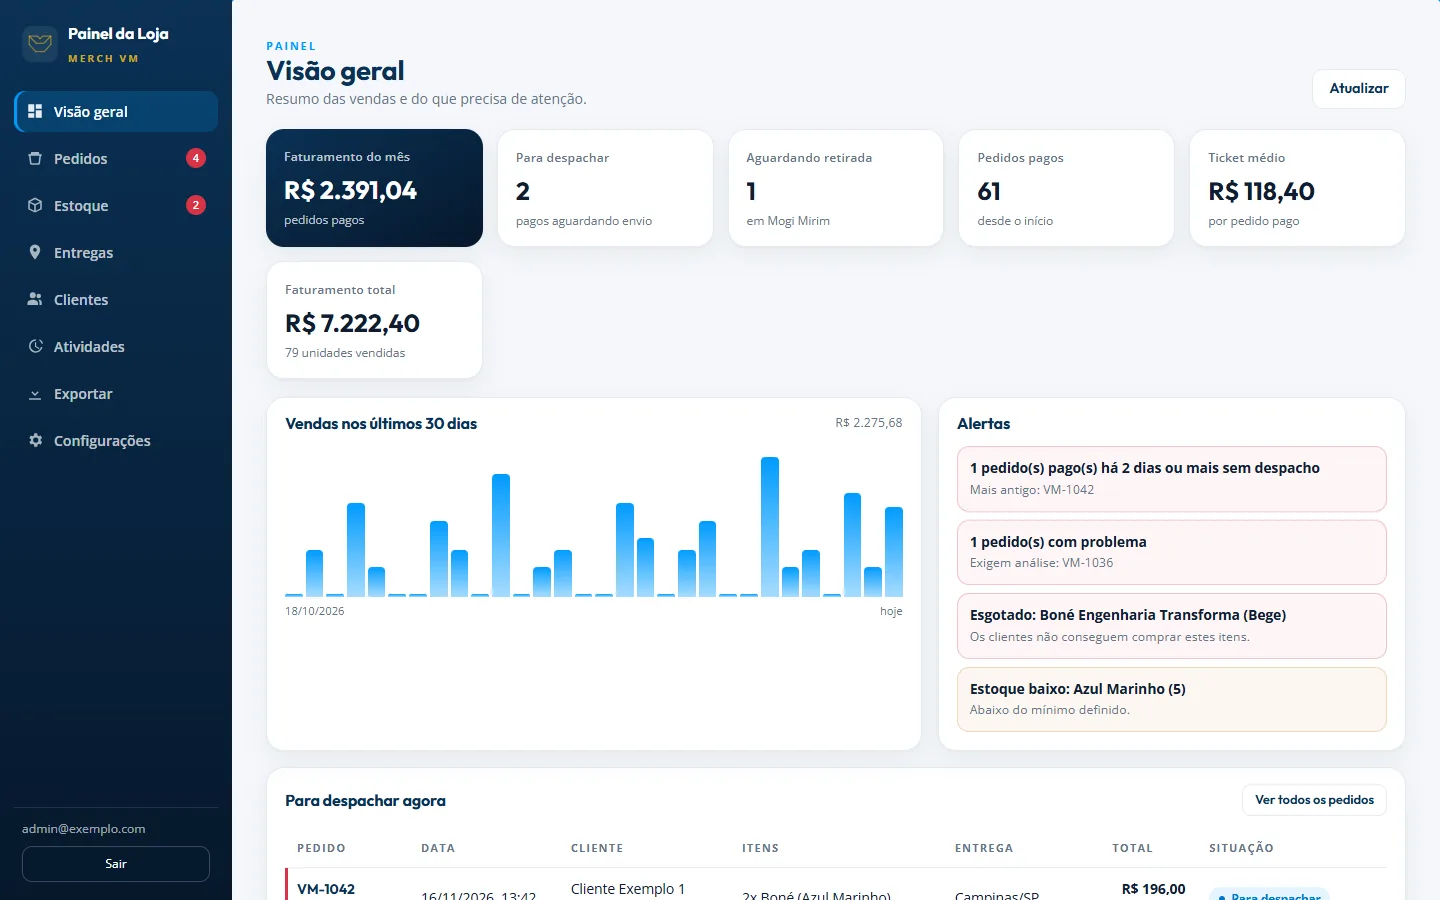 Painel da Loja
MERCH VM
Visão geral
Pedidos 4
Estoque 2
Entregas
Clientes
Atividades
Exportar
Configurações
admin@exemplo.com
Sair
PAINEL
Visão geral
Resumo das vendas e do que precisa de atenção.
Atualizar
Faturamento do mês
R$ 2.391,04
pedidos pagos
Para despachar
2
pagos aguardando envio
Aguardando retirada
1
em Mogi Mirim
Pedidos pagos
61
desde o início
Ticket médio
R$ 118,40
por pedido pago
Faturamento total
R$ 7.222,40
79 unidades vendidas
Vendas nos últimos 30 dias
R$ 2.275,68
18/10/2026
hoje
Alertas
1 pedido(s) pago(s) há 2 dias ou mais sem despacho
Mais antigo: VM-1042
1 pedido(s) com problema
Exigem análise: VM-1036
Esgotado: Boné Engenharia Transforma (Bege)
Os clientes não conseguem comprar estes itens.
Estoque baixo: Azul Marinho (5)
Abaixo do mínimo definido.
Para despachar agora
Ver todos os pedidos
PEDIDO DATA CLIENTE ITENS ENTREGA TOTAL SITUAÇÃO
VM-1042 16/11/2026, 13:42 Cliente Exemplo 1 2x Boné (Azul Marinho) Campinas/SP R$ 196,00 Para despachar